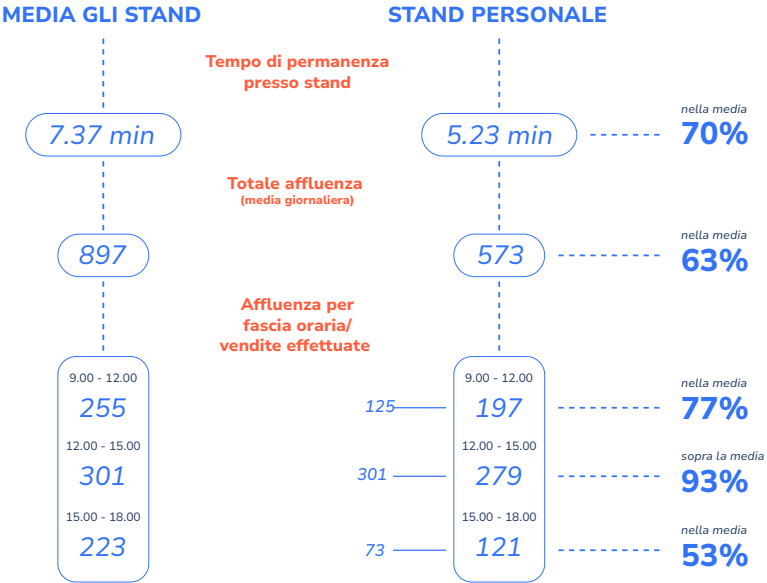 MEDIA GLI STAND
STAND PERSONALE
Tempo di permanenza
presso stand
7.37 min
5.23 min
nella media
70%
Totale affluenza
(media giornaliera)
897
573
nella media
63%
Affluenza per
fascia oraria/
vendite effettuate
9.00 - 12.00
255
125
9.00 - 12.00
197
nella media
77%
12.00 - 15.00
301
301
12.00 - 15.00
279
sopra la media
93%
15.00 - 18.00
223
73
15.00 - 18.00
121
nella media
53%